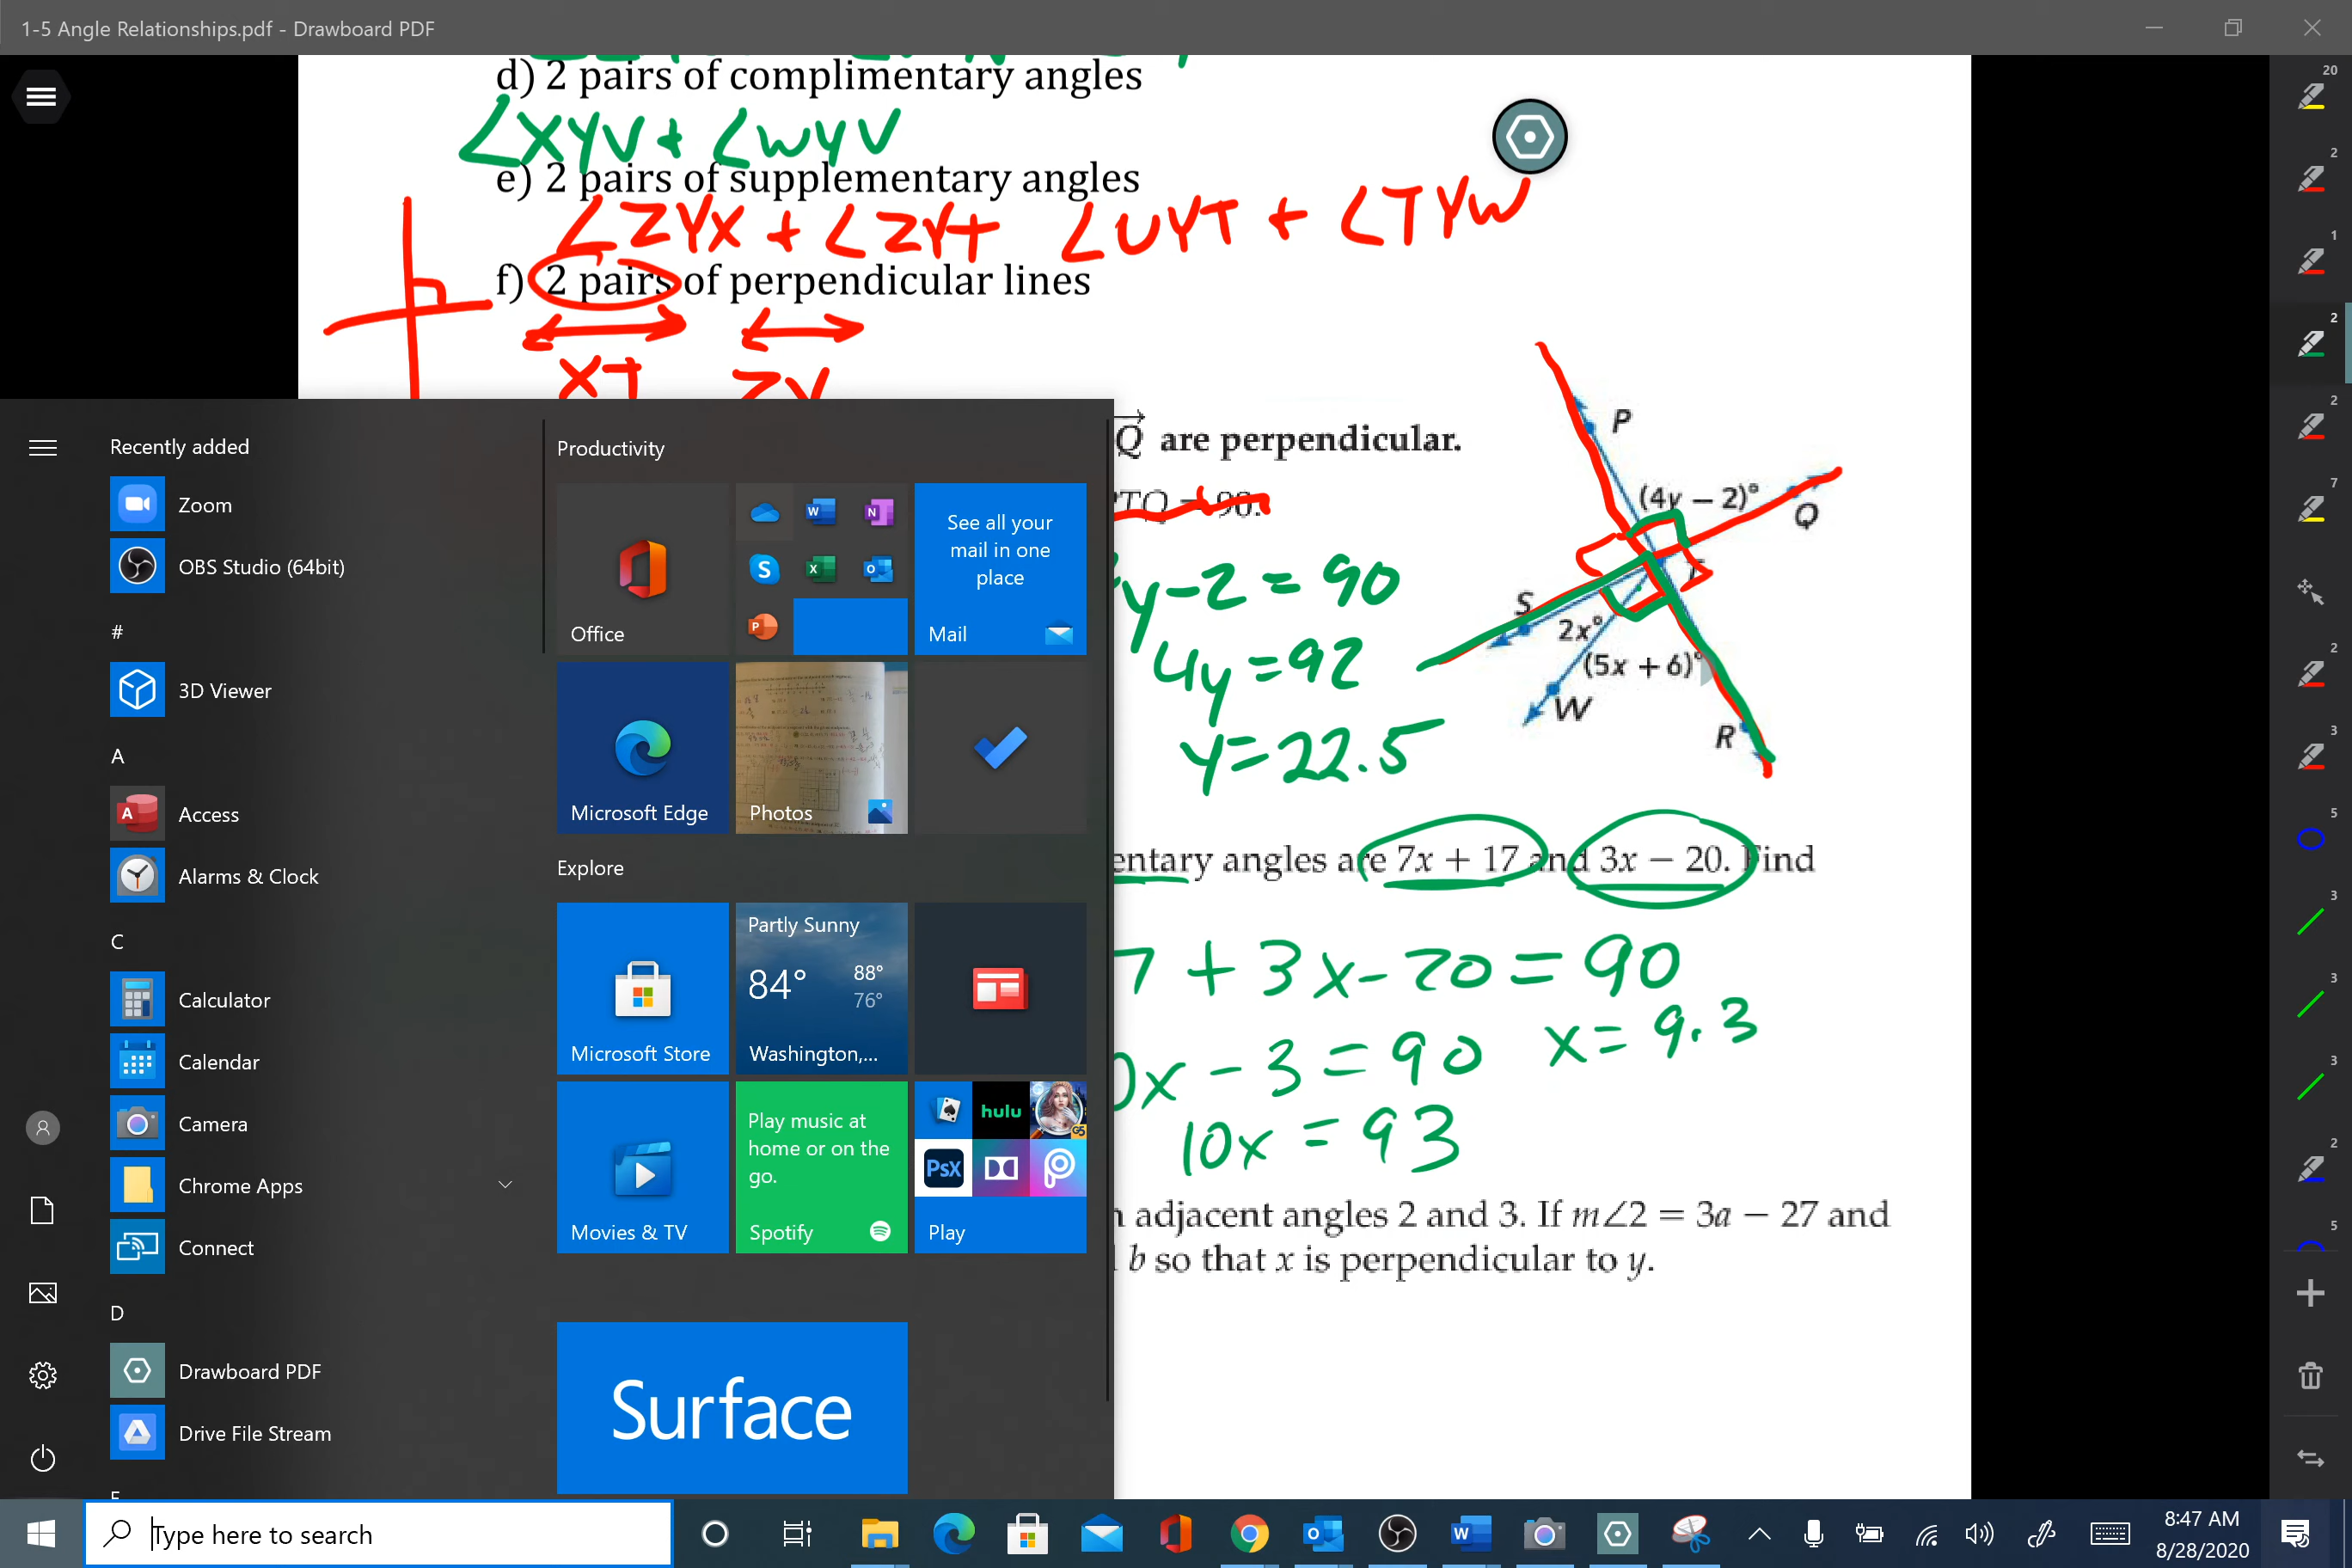 1-5 Angle Relationships.pdf - Drawboard PDF
d) 2 pairs of complimentary angles
∠XYV + ∠WYV
e) 2 pairs of supplementary angles
∠ZYX + ∠ZYT ∠UYT + ∠TYW
f) 2 pairs of perpendicular lines
XT ZY
Q are perpendicular.
TQ = 90.
y-2 = 90
4y = 92
y = 22.5
P
(4y − 2)°
Q
T
S
2x°
(5x + 6)°
W
R
entary angles are 7x + 17 and 3x − 20. Find
7 + 3x - 20 = 90
0x - 3 = 90 x = 9.3
10x = 93
adjacent angles 2 and 3. If m∠2 = 3a − 27 and
b so that x is perpendicular to y.
Recently added
Zoom
OBS Studio (64bit)
#
3D Viewer
A
Access
Alarms & Clock
C
Calculator
Calendar
Camera
Chrome Apps
Connect
D
Drawboard PDF
Drive File Stream
Productivity
Office
See all your
mail in one
place
Mail
Microsoft Edge
Photos
Explore
Microsoft Store
Partly Sunny
84° 88°
76°
Washington,...
Movies & TV
Play music at
home or on the
go.
Spotify
hulu
PsX
Play
Surface
20
2
1
2
2
7
2
3
5
3
3
3
2
5
Type here to search
8:47 AM
8/28/2020